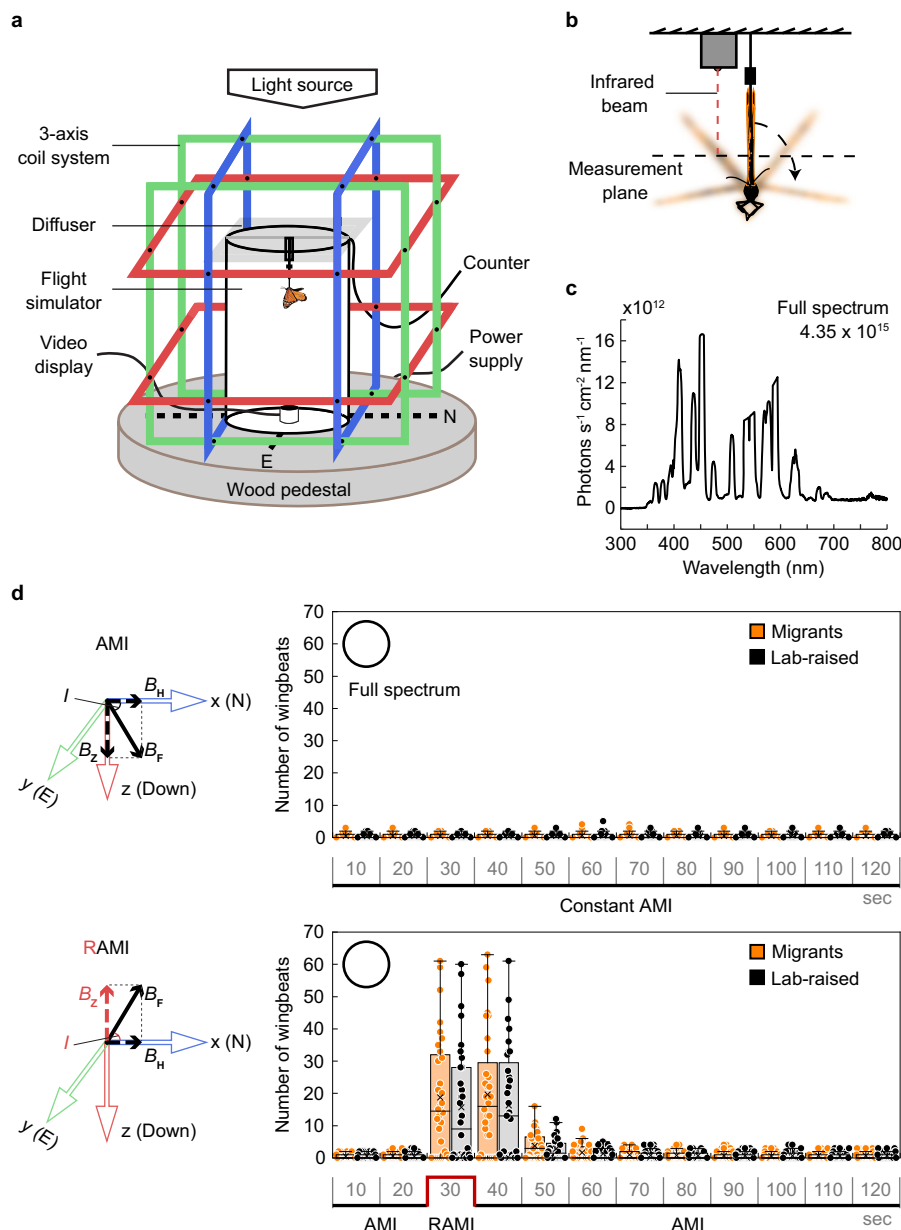 a
Light source
3-axis
coil system
Diffuser
Flight
simulator
Video
display
Counter
Power
supply
N
E
Wood pedestal
b
Infrared
beam
Measurement
plane
c
x10¹²
Full spectrum
4.35 x 10¹⁵
Photons s⁻¹ cm⁻² nm⁻¹
16
12
8
4
0
300 400 500 600 700 800
Wavelength (nm)
d
AMI
I
B_H
x (N)
B_Z
B_F
y (E)
z (Down)
Number of wingbeats
70
60
50
40
30
20
10
0
Full spectrum
Migrants
Lab-raised
10 20 30 40 50 60 70 80 90 100 110 120
sec
Constant AMI
RAMI
B_Z
B_F
I
x (N)
B_H
y (E)
z (Down)
Number of wingbeats
70
60
50
40
30
20
10
0
Migrants
Lab-raised
10 20 30 40 50 60 70 80 90 100 110 120
sec
AMI RAMI AMI